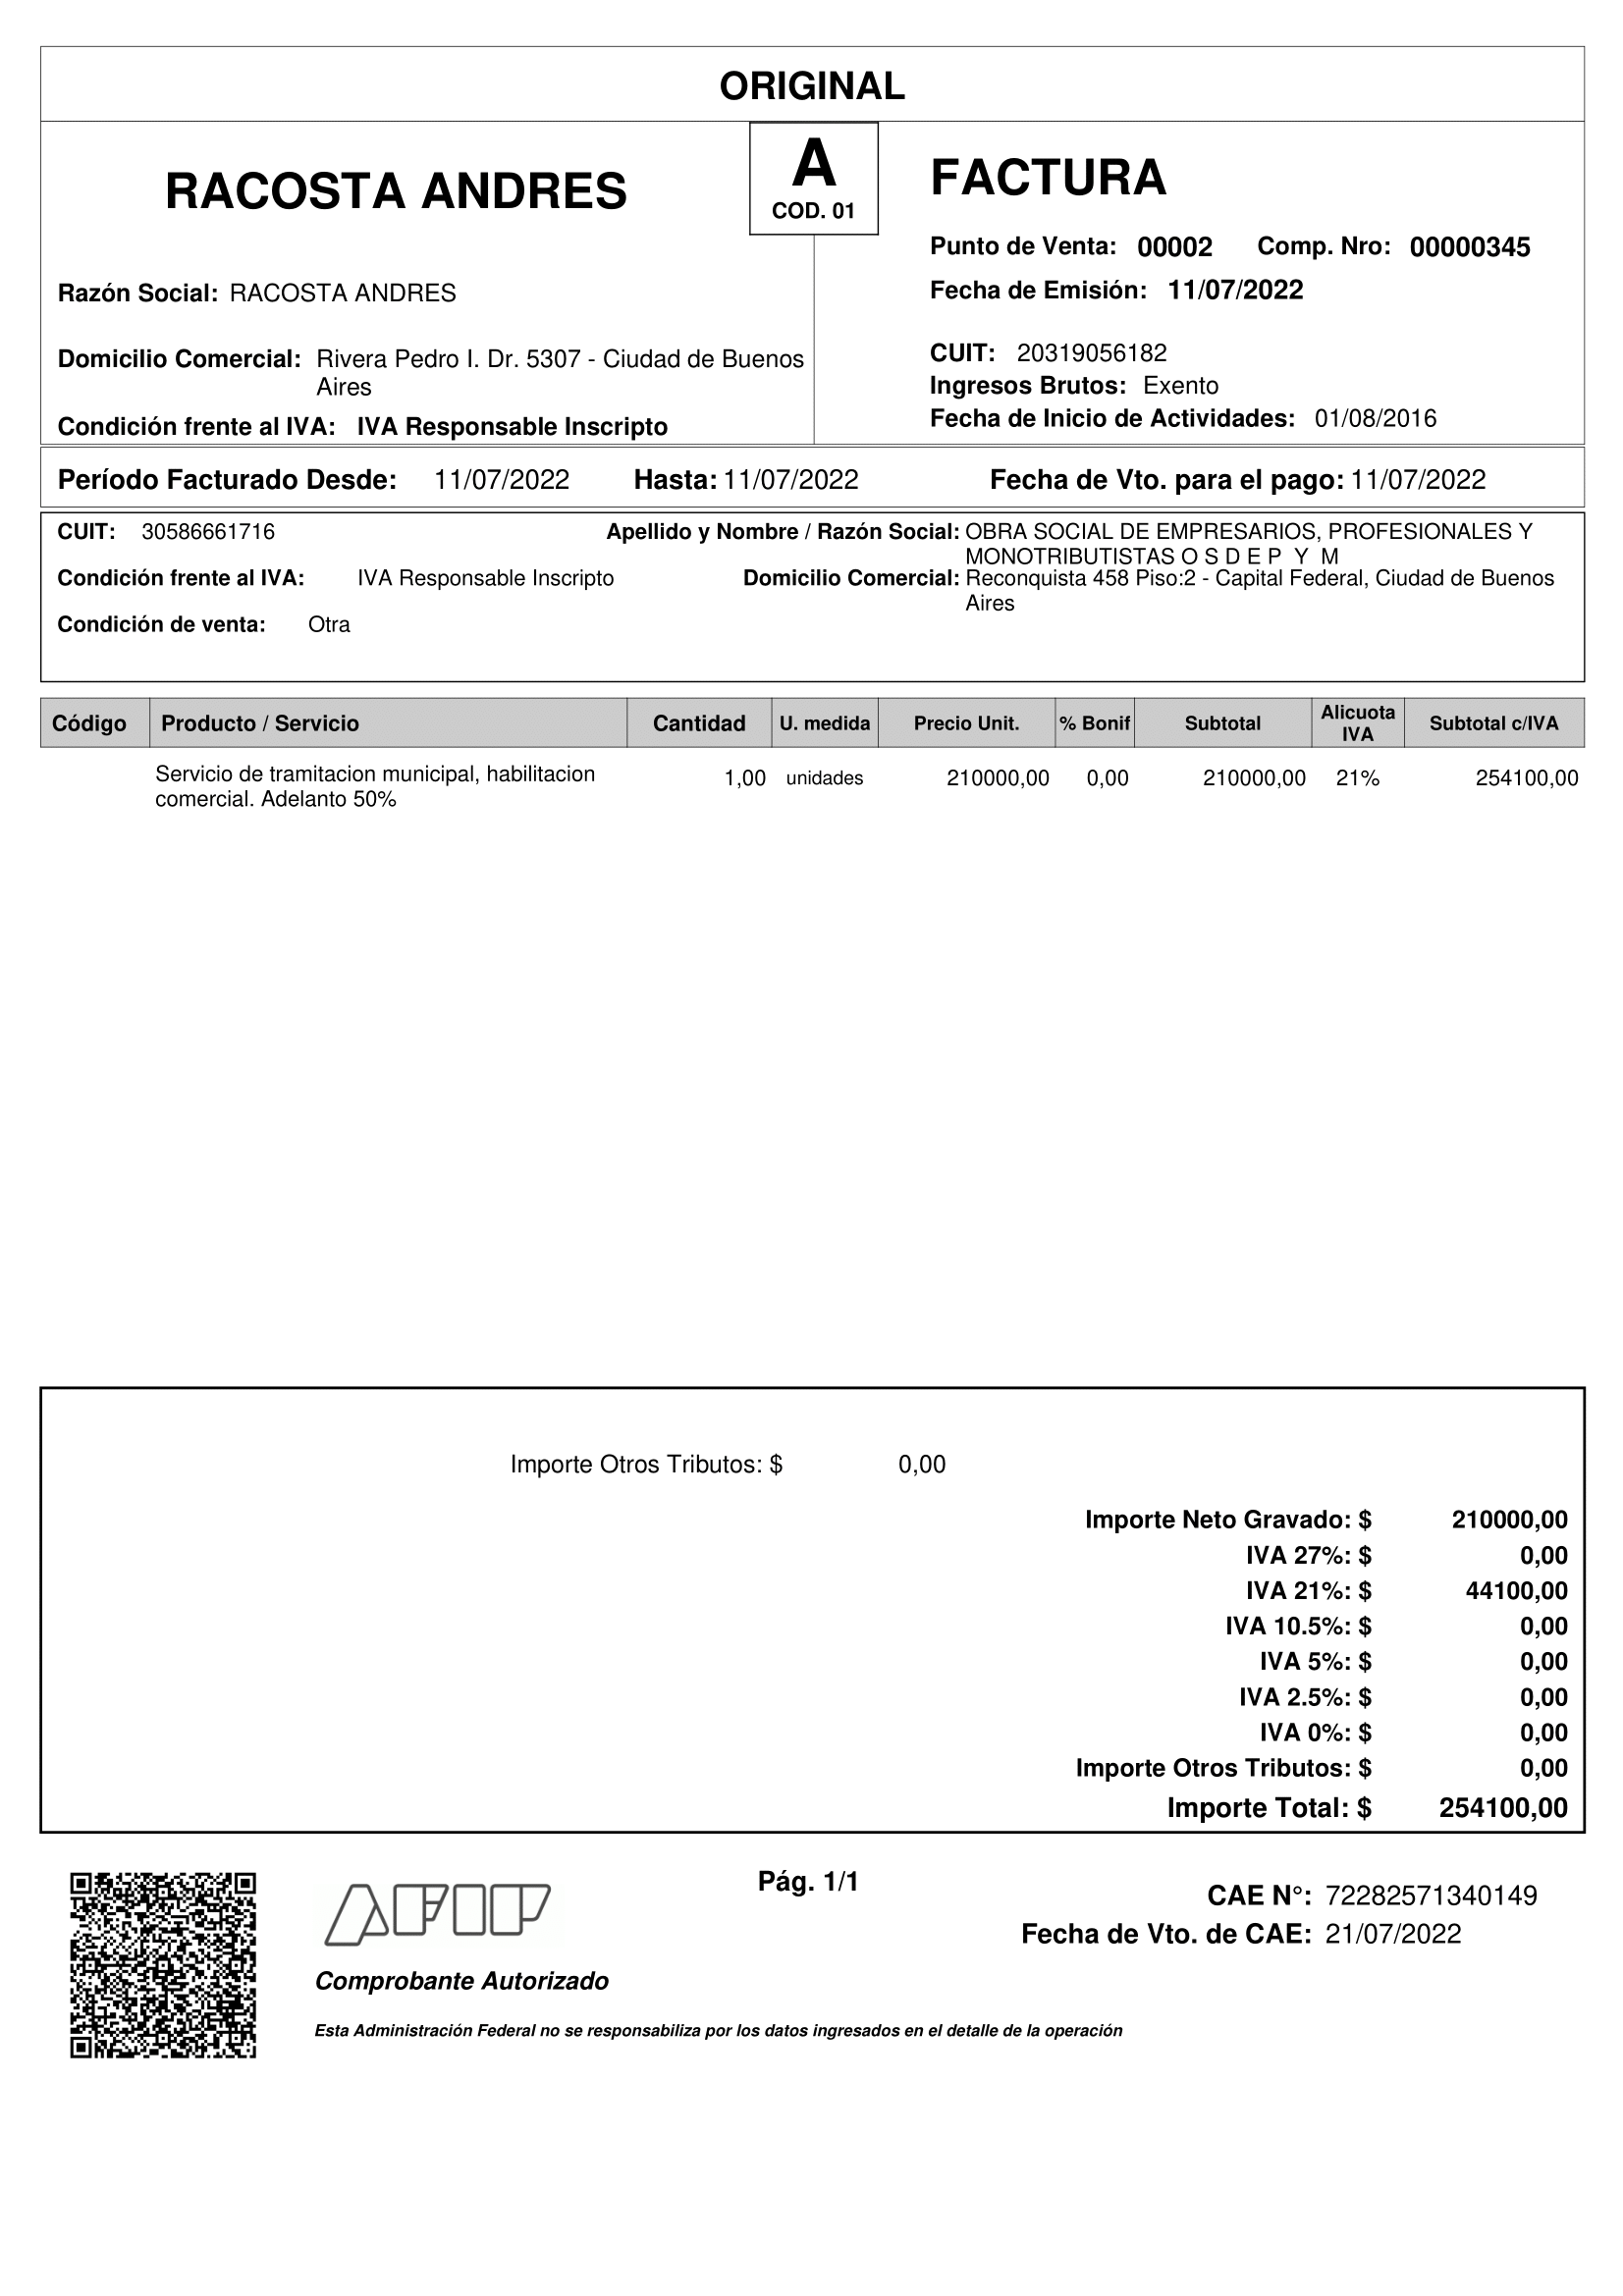 ORIGINAL
RACOSTA ANDRES
A
COD. 01
FACTURA
Punto de Venta: 00002 Comp. Nro: 00000345
Fecha de Emisión: 11/07/2022
Razón Social: RACOSTA ANDRES
Domicilio Comercial: Rivera Pedro I. Dr. 5307 - Ciudad de Buenos
Aires
Condición frente al IVA: IVA Responsable Inscripto
CUIT: 20319056182
Ingresos Brutos: Exento
Fecha de Inicio de Actividades: 01/08/2016
Período Facturado Desde: 11/07/2022 Hasta: 11/07/2022 Fecha de Vto. para el pago: 11/07/2022
CUIT: 30586661716 Apellido y Nombre / Razón Social: OBRA SOCIAL DE EMPRESARIOS, PROFESIONALES Y
MONOTRIBUTISTAS O S D E P Y M
Condición frente al IVA: IVA Responsable Inscripto Domicilio Comercial: Reconquista 458 Piso:2 - Capital Federal, Ciudad de Buenos
Aires
Condición de venta: Otra
Código Producto / Servicio Cantidad U. medida Precio Unit. % Bonif Subtotal Alicuota IVA Subtotal c/IVA
Servicio de tramitacion municipal, habilitacion 1,00 unidades 210000,00 0,00 210000,00 21% 254100,00
comercial. Adelanto 50%
Importe Otros Tributos: $ 0,00
Importe Neto Gravado: $ 210000,00
IVA 27%: $ 0,00
IVA 21%: $ 44100,00
IVA 10.5%: $ 0,00
IVA 5%: $ 0,00
IVA 2.5%: $ 0,00
IVA 0%: $ 0,00
Importe Otros Tributos: $ 0,00
Importe Total: $ 254100,00
AFIP
Pág. 1/1
CAE N°: 72282571340149
Fecha de Vto. de CAE: 21/07/2022
Comprobante Autorizado
Esta Administración Federal no se responsabiliza por los datos ingresados en el detalle de la operación